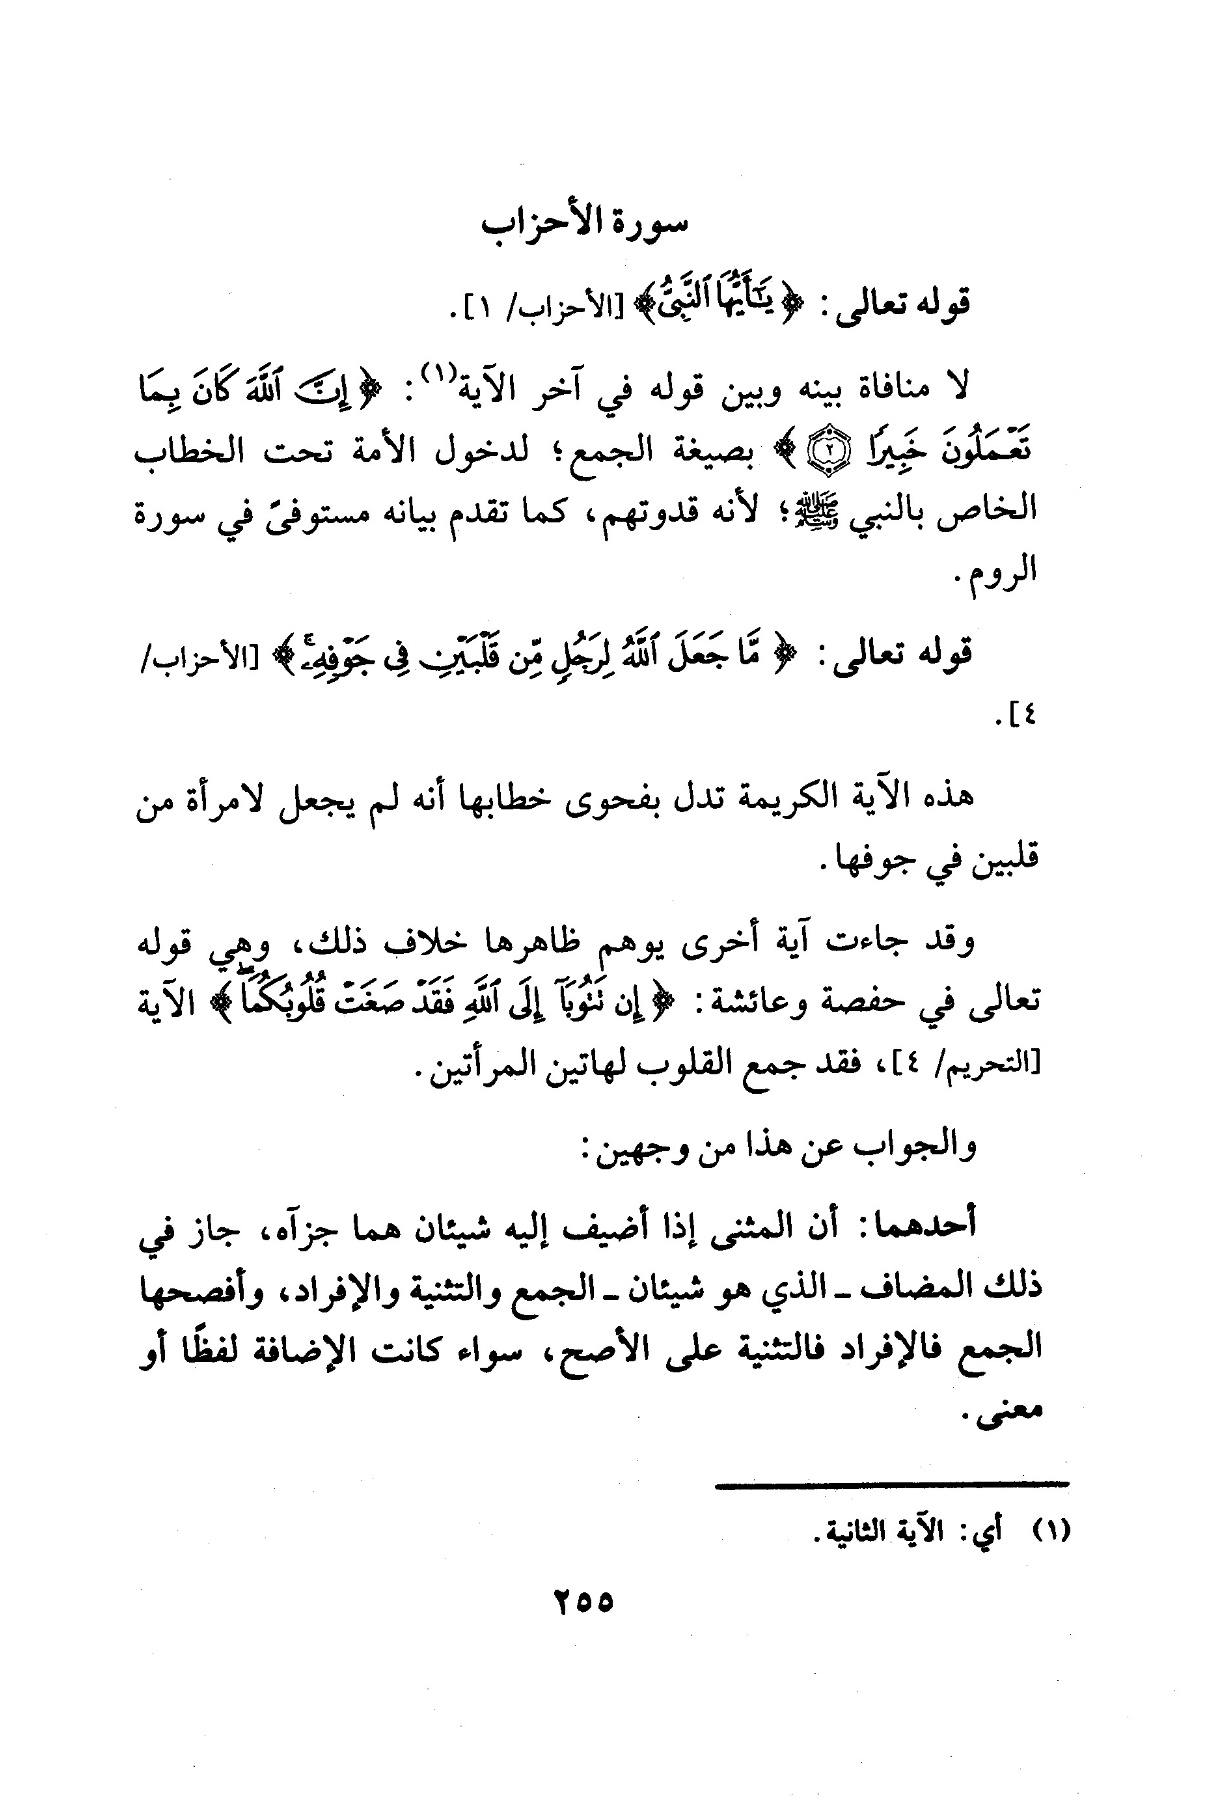 سورة الأحزاب
قوله تعالى: ﴿يَٰٓأَيُّهَا ٱلنَّبِىُّ﴾ [الأحزاب/ ١].
لا منافاة بينه وبين قوله في آخر الآية(١): ﴿إِنَّ ٱللَّهَ كَانَ بِمَا
تَعۡمَلُونَ خَبِيرٗا ٢﴾ بصيغة الجمع؛ لدخول الأمة تحت الخطاب
الخاص بالنبي ﷺ؛ لأنه قدوتهم، كما تقدم بيانه مستوفىً في سورة
الروم.
قوله تعالى: ﴿مَّا جَعَلَ ٱللَّهُ لِرَجُلٖ مِّن قَلۡبَيۡنِ فِى جَوۡفِهِۦۚ﴾ [الأحزاب/
٤].
هذه الآية الكريمة تدل بفحوى خطابها أنه لم يجعل لامرأة من
قلبين في جوفها.
وقد جاءت آية أخرى يوهم ظاهرها خلاف ذلك، وهي قوله
تعالى في حفصة وعائشة: ﴿إِن تَتُوبَآ إِلَى ٱللَّهِ فَقَدۡ صَغَتۡ قُلُوبُكُمَاۖ﴾ الآية
[التحريم/ ٤]، فقد جمع القلوب لهاتين المرأتين.
والجواب عن هذا من وجهين:
أحدهما: أن المثنى إذا أضيف إليه شيئان هما جزآه، جاز في
ذلك المضاف ـ الذي هو شيئان ـ الجمع والتثنية والإفراد، وأفصحها
الجمع فالإفراد فالتثنية على الأصح، سواء كانت الإضافة لفظًا أو
معنى.
(١) أي: الآية الثانية.
٢٥٥